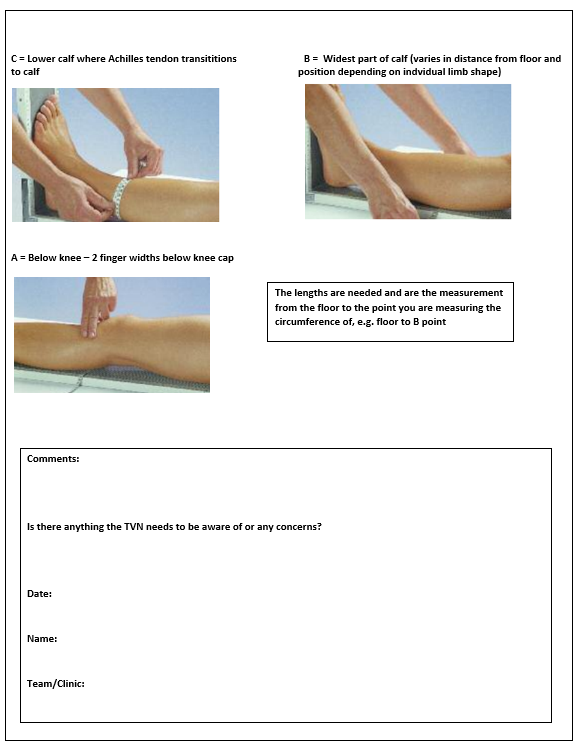 C = Lower calf where Achilles tendon transititions
to calf
B =  Widest part of calf (varies in distance from floor and
position depending on indvidual limb shape)
A = Below knee – 2 finger widths below knee cap
The lengths are needed and are the measurement
from the floor to the point you are measuring the
circumference of, e.g. floor to B point
Comments:
Is there anything the TVN needs to be aware of or any concerns?
Date:
Name:
Team/Clinic: